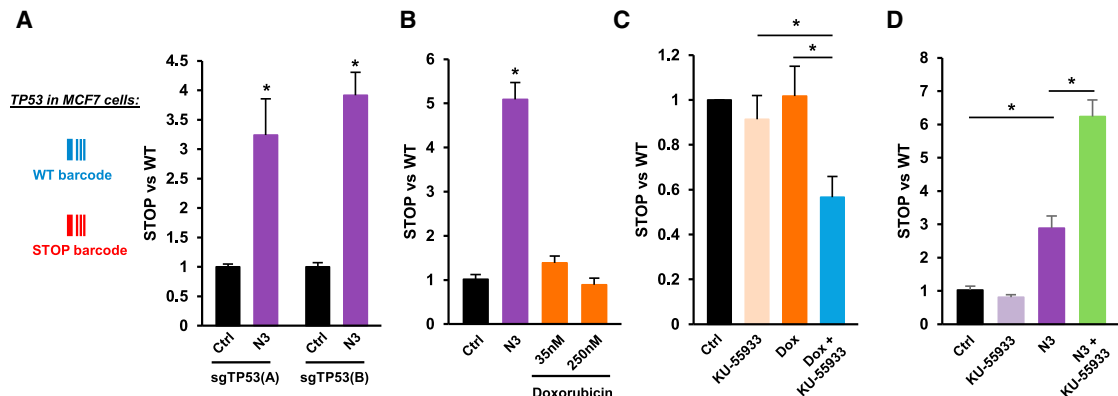 A
TP53 in MCF7 cells:
WT barcode
STOP barcode
STOP vs WT
4.5
4
3.5
3
2.5
2
1.5
1
0.5
0
*
*
Ctrl
N3
Ctrl
N3
sgTP53(A)
sgTP53(B)
B
STOP vs WT
6
5
4
3
2
1
0
*
Ctrl
N3
35nM
250nM
Doxorubicin
C
STOP vs WT
1.2
1
0.8
0.6
0.4
0.2
0
*
*
Ctrl
KU-55933
Dox
Dox +
KU-55933
D
STOP vs WT
8
7
6
5
4
3
2
1
0
*
*
Ctrl
KU-55933
N3
N3 +
KU-55933